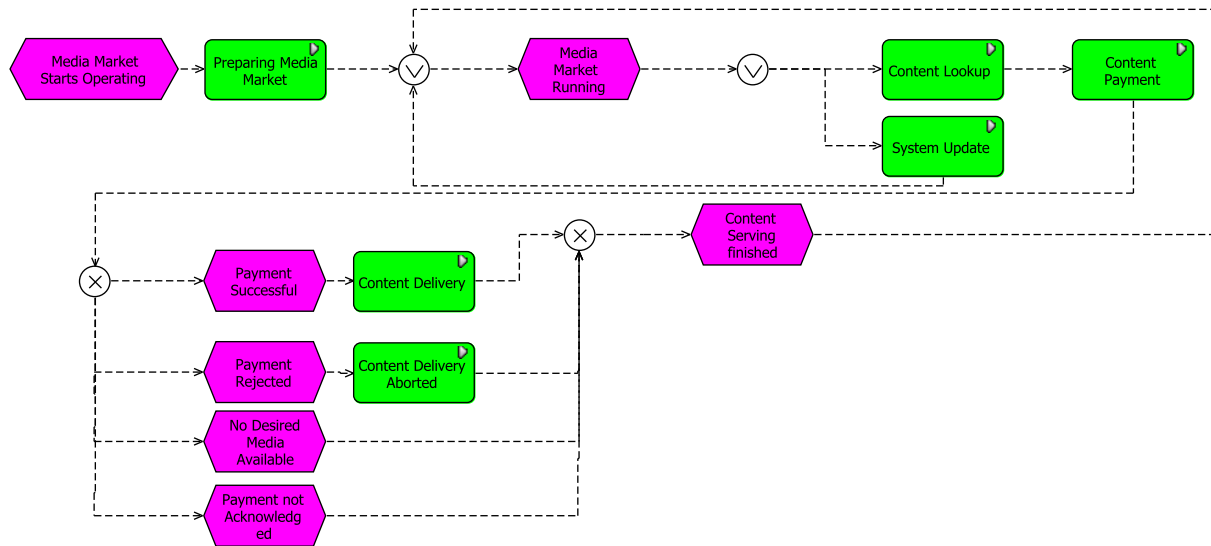 Media Market
Starts Operating
Preparing Media
Market
Media
Market
Running
Content Lookup
Content
Payment
System Update
Content
Serving
finished
Payment
Successful
Content Delivery
Payment
Rejected
Content Delivery
Aborted
No Desired
Media
Available
Payment not
Acknowledg
ed